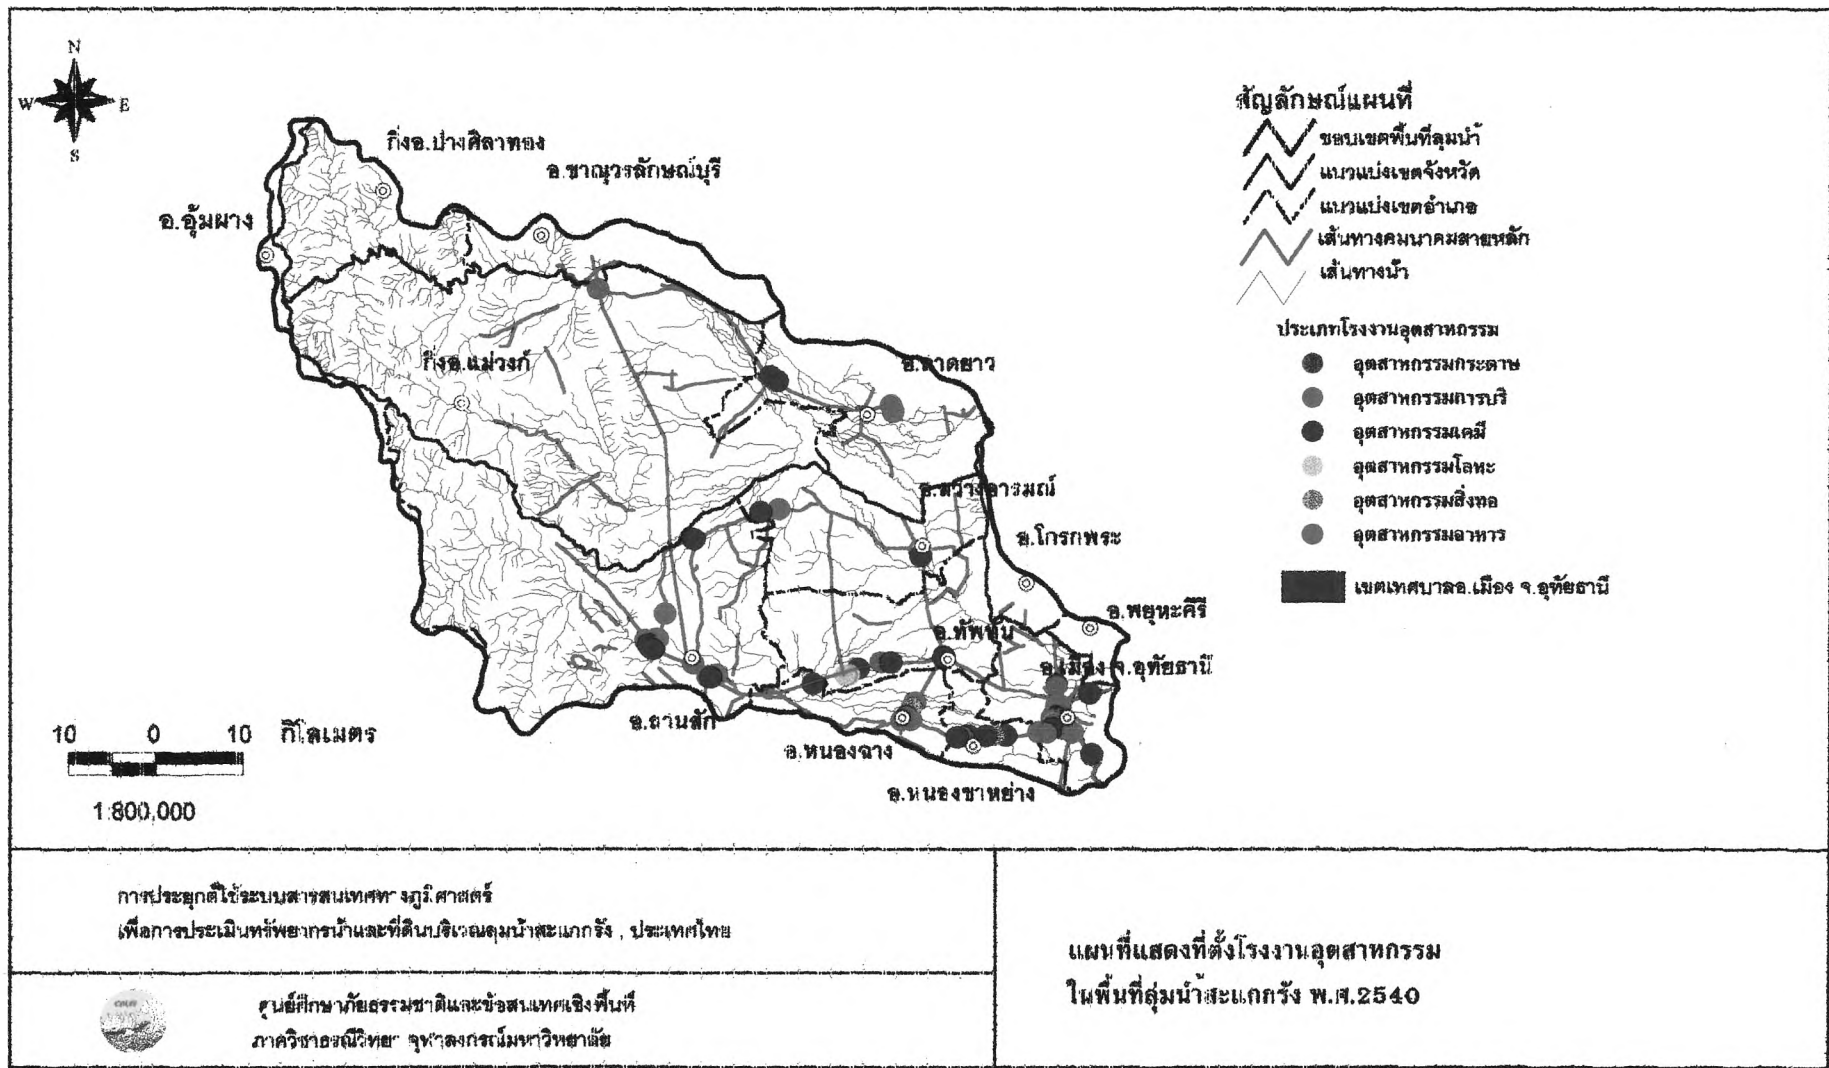 N
W E
S
กิ่งอ.ปางศิลาทอง
อ.ขาณุวรลักษณ์บุรี
อ.อุ้มผาง
กิ่งอ.แม่วงก์
อ.ลาดยาว
อ.สว่างอารมณ์
อ.โกรกพระ
อ.พยุหะคีรี
อ.ทัพทัน
อ.เมือง จ.อุทัยธานี
อ.ลานสัก
อ.หนองฉาง
อ.หนองขาหย่าง
10 0 10 กิโลเมตร
1:800,000
สัญลักษณ์แผนที่
ขอบเขตพื้นที่ลุ่มน้ำ
แนวแบ่งเขตจังหวัด
แนวแบ่งเขตอำเภอ
เส้นทางคมนาคมสายหลัก
เส้นทางน้ำ
ประเภทโรงงานอุตสาหกรรม
อุตสาหกรรมกระดาษ
อุตสาหกรรมการบริ
อุตสาหกรรมเคมี
อุตสาหกรรมโลหะ
อุตสาหกรรมสิ่งทอ
อุตสาหกรรมอาหาร
เขตเทศบาลอ.เมือง จ.อุทัยธานี
การประยุกต์ใช้ระบบสารสนเทศทางภูมิศาสตร์
เพื่อการประเมินทรัพยากรน้ำและที่ดินบริเวณลุ่มน้ำสะแกกรัง , ประเทศไทย
ศูนย์ศึกษาภัยธรรมชาติและข้อสนเทศเชิงพื้นที่
ภาควิชาธรณีวิทยา จุฬาลงกรณ์มหาวิทยาลัย
แผนที่แสดงที่ตั้งโรงงานอุตสาหกรรม
ในพื้นที่ลุ่มน้ำสะแกกรัง พ.ศ.2540